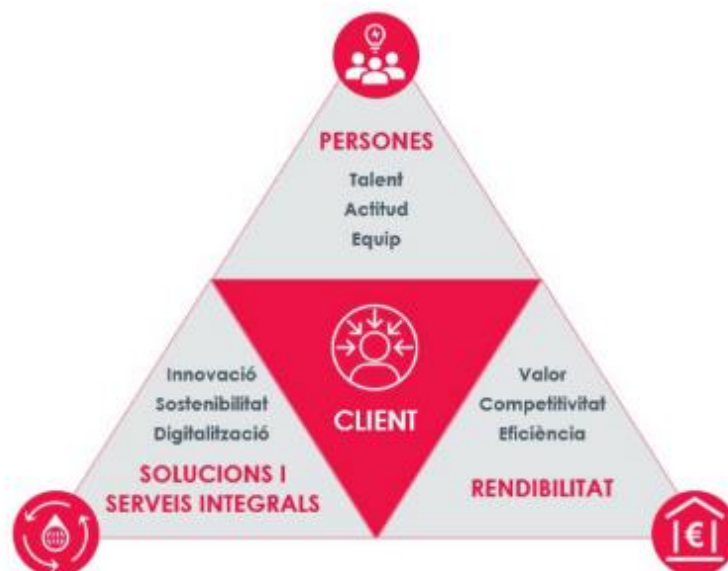 PERSONES
Talent
Actitud
Equip
Innovació
Sostenibilitat
Digitalització
SOLUCIONS I
SERVEIS INTEGRALS
CLIENT
Valor
Competitivitat
Eficiència
RENDIBILITAT
€